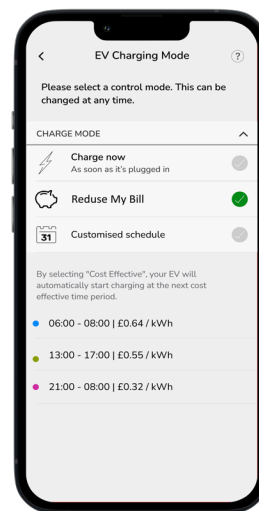 EV Charging Mode
?
Please select a control mode. This can be
changed at any time.
CHARGE MODE
Charge now
As soon as it's plugged in
Reduse My Bill
31
Customised schedule
By selecting "Cost Effective", your EV will
automatically start charging at the next cost
effective time period.
06:00 - 08:00 | £0.64 / kWh
13:00 - 17:00 | £0.55 / kWh
21:00 - 08:00 | £0.32 / kWh